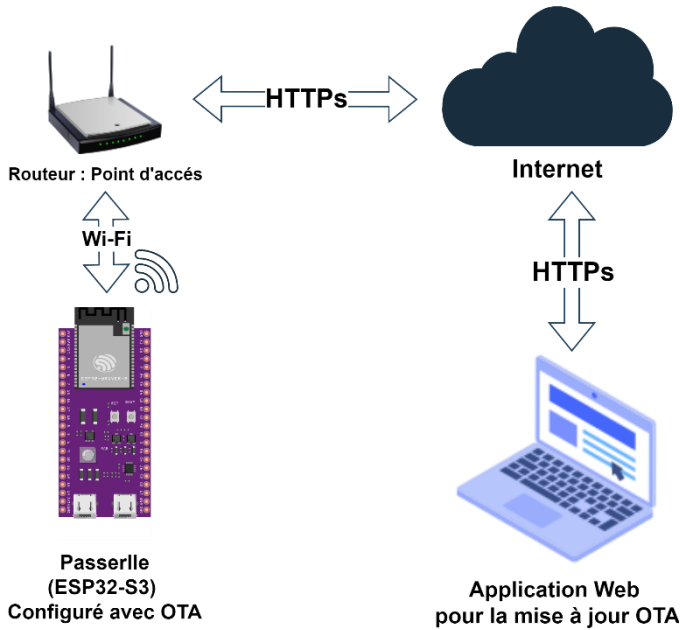 HTTPs
Routeur : Point d'accés
Internet
Wi-Fi
HTTPs
Passerlle
(ESP32-S3)
Configuré avec OTA
Application Web
pour la mise à jour OTA